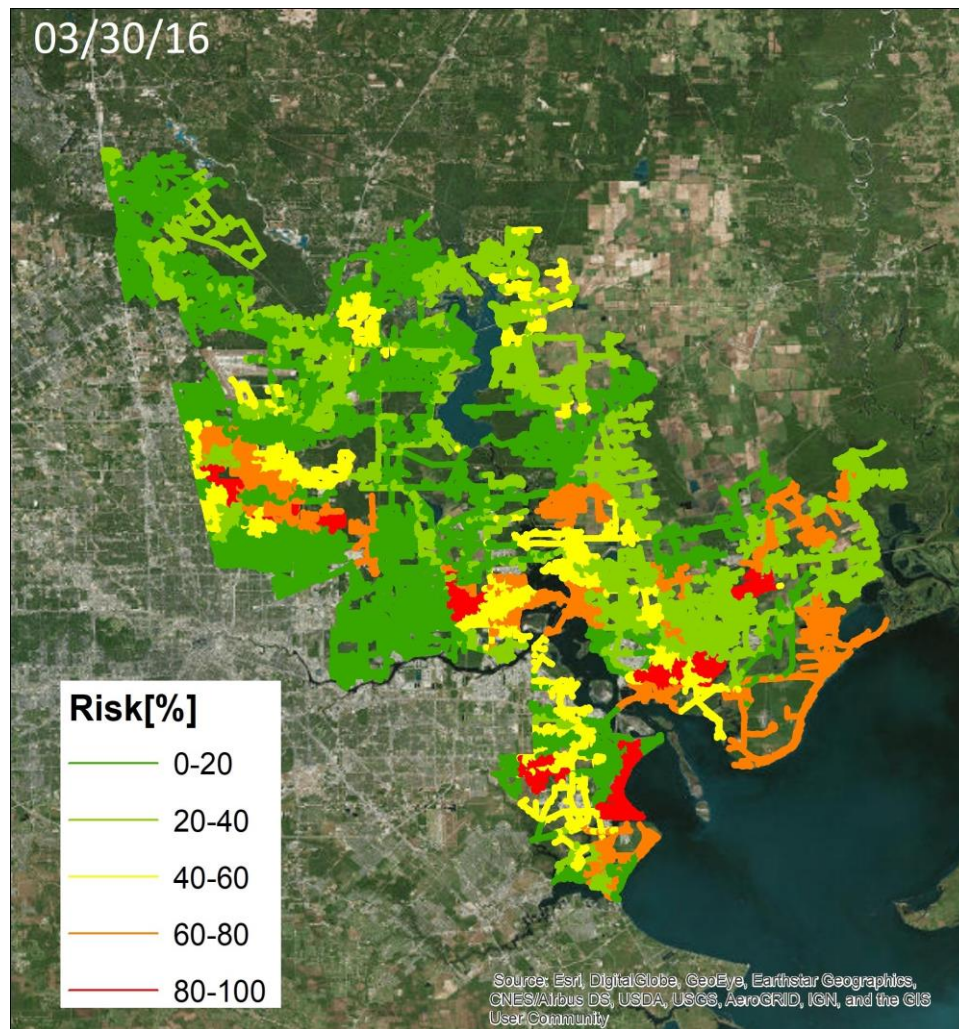 03/30/16
Risk[%]
0-20
20-40
40-60
60-80
80-100
Source: Esri, DigitalGlobe, GeoEye, Earthstar Geographics,
CNES/Airbus DS, USDA, USGS, AeroGRID, IGN, and the GIS
User Community